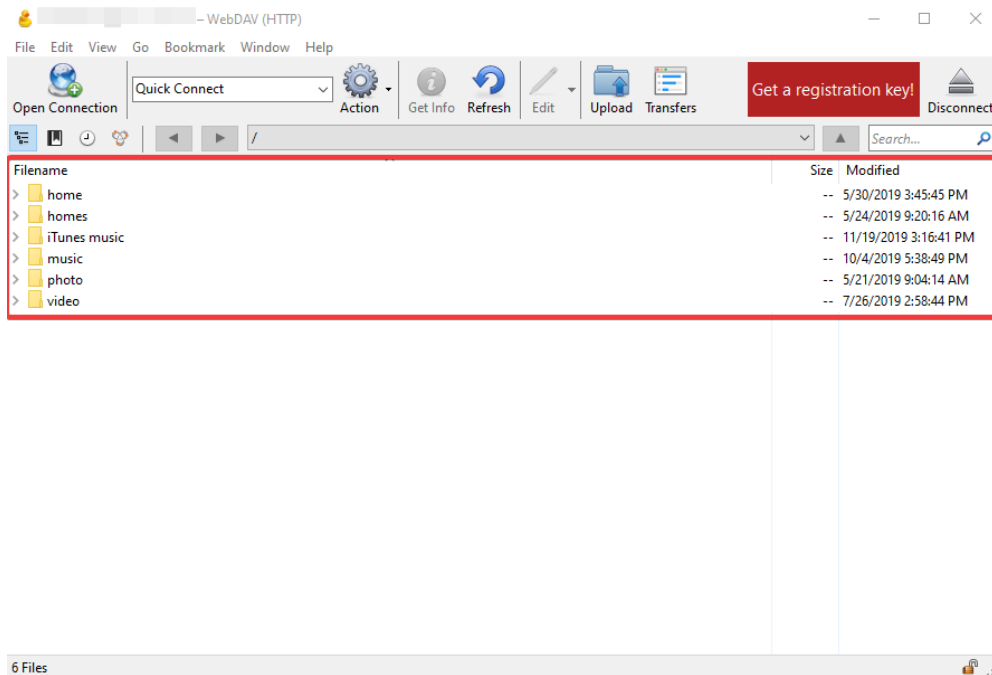 – WebDAV (HTTP)
File Edit View Go Bookmark Window Help
Open Connection Quick Connect Action Get Info Refresh Edit Upload Transfers Get a registration key! Disconnect
/ Search...
Filename Size Modified
home -- 5/30/2019 3:45:45 PM
homes -- 5/24/2019 9:20:16 AM
iTunes music -- 11/19/2019 3:16:41 PM
music -- 10/4/2019 5:38:49 PM
photo -- 5/21/2019 9:04:14 AM
video -- 7/26/2019 2:58:44 PM
6 Files